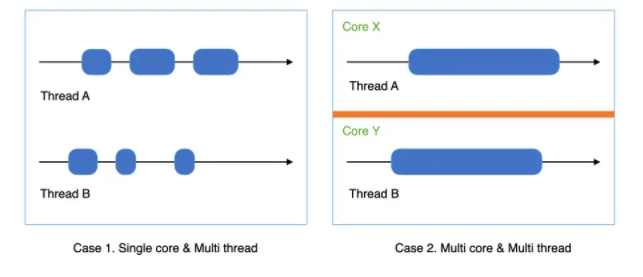 Thread A
Thread B
Case 1. Single core & Multi thread
Core X
Thread A
Core Y
Thread B
Case 2. Multi core & Multi thread